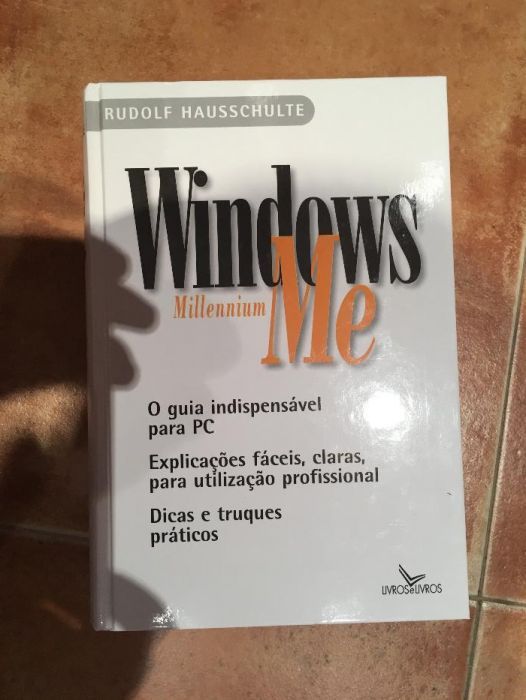 RUDOLF HAUSSCHULTE
Windows
Millennium Me
O guia indispensável
para PC
Explicações fáceis, claras,
para utilização profissional
Dicas e truques
práticos
LIVROS e LIVROS